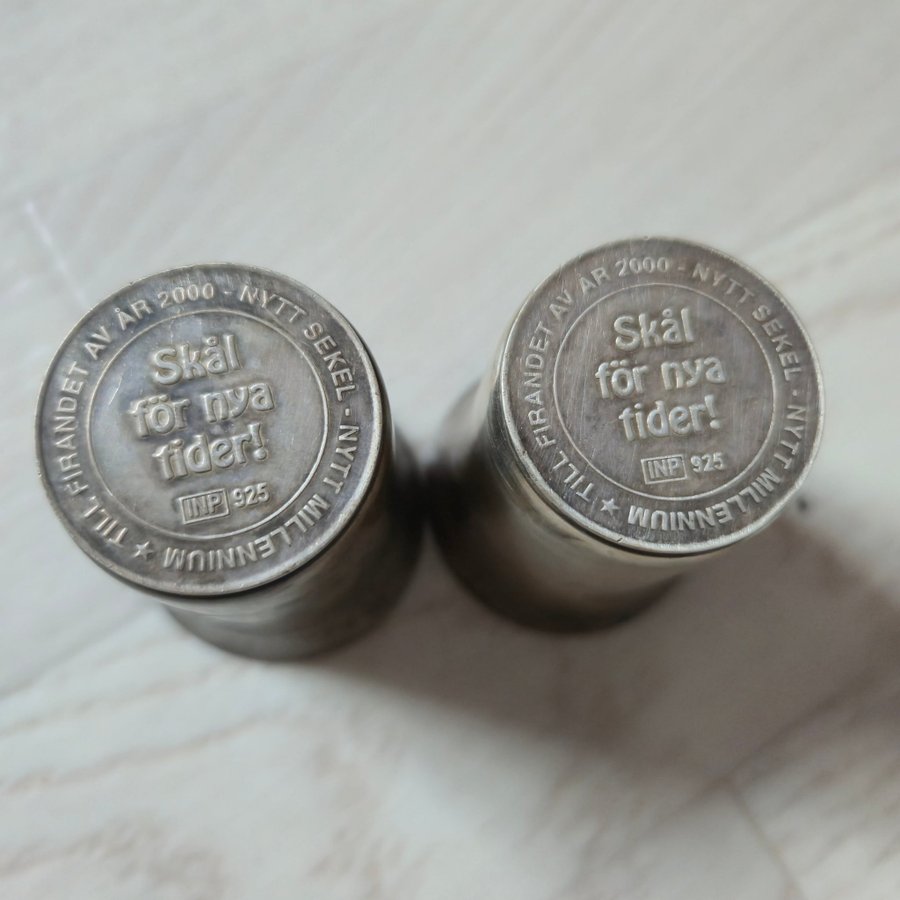 TILL FIRANDET AV ÅR 2000 - NYTT SEKEL - NYTT MILLENNIUM ★
Skål
för nya
tider!
INP 925
TILL FIRANDET AV ÅR 2000 - NYTT SEKEL - NYTT MILLENNIUM ★
Skål
för nya
tider!
INP 925